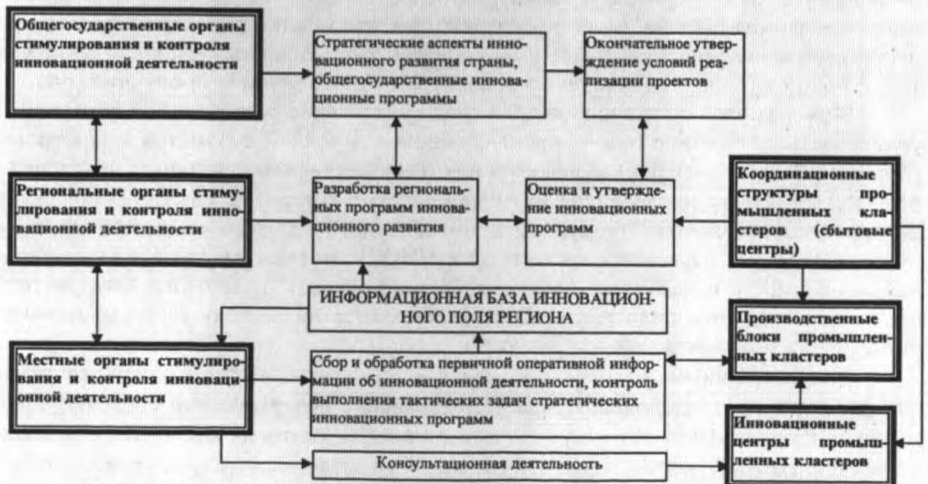 Общегосударственные органы
стимулирования и контроля
инновационной деятельности
Стратегические аспекты инно-
вационного развития страны,
общегосударственные иннова-
ционные программы
Окончательное утвер-
ждение условий реа-
лизации проектов
Региональные органы стиму-
лирования и контроля инно-
вационной деятельности
Разработка региональ-
ных программ иннова-
ционного развития
Оценка и утвержде-
ние инновационных
программ
Координационные
структуры про-
мышленных кла-
стеров (сбытовые
центры)
ИНФОРМАЦИОННАЯ БАЗА ИННОВАЦИОН-
НОГО ПОЛЯ РЕГИОНА
Производственные
блоки промышлен-
ных кластеров
Местные органы стимулиро-
вания и контроля инноваци-
онной деятельности
Сбор и обработка первичной оперативной инфор-
мации об инновационной деятельности, контроль
выполнения тактических задач стратегических
инновационных программ
Инновационные
центры промыш-
ленных кластеров
Консультационная деятельность